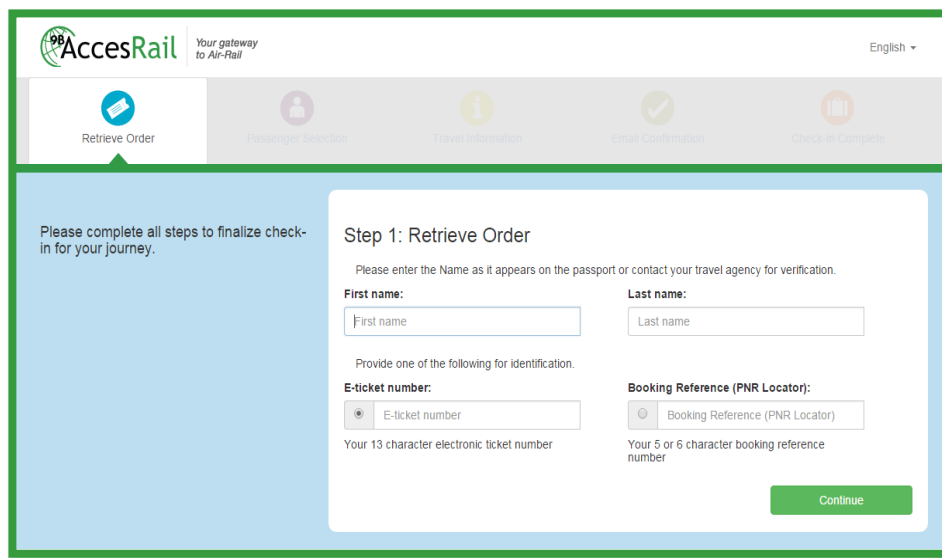 9B
AccesRail
Your gateway
to Air-Rail
English
Retrieve Order
Passenger Selection
Travel Information
Email Confirmation
Check-In Complete
Please complete all steps to finalize check-
in for your journey.
Step 1: Retrieve Order
Please enter the Name as it appears on the passport or contact your travel agency for verification.
First name:
Last name:
First name
Last name
Provide one of the following for identification.
E-ticket number:
Booking Reference (PNR Locator):
E-ticket number
Booking Reference (PNR Locator)
Your 13 character electronic ticket number
Your 5 or 6 character booking reference
number
Continue